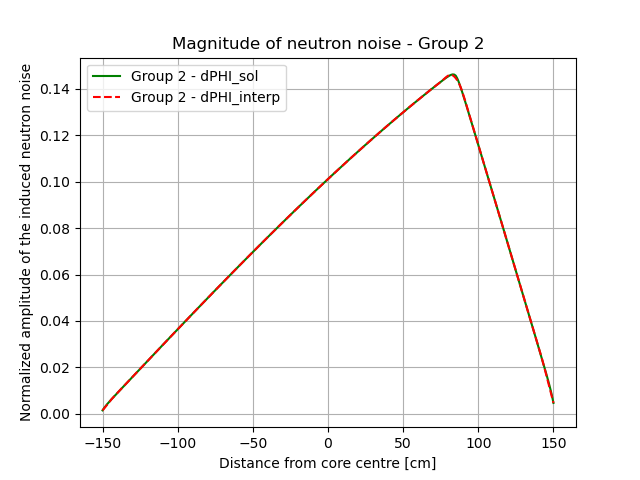 Magnitude of neutron noise - Group 2
Group 2 - dPHI_sol
Group 2 - dPHI_interp
Normalized amplitude of the induced neutron noise
0.14
0.12
0.10
0.08
0.06
0.04
0.02
0.00
−150 −100 −50 0 50 100 150
Distance from core centre [cm]